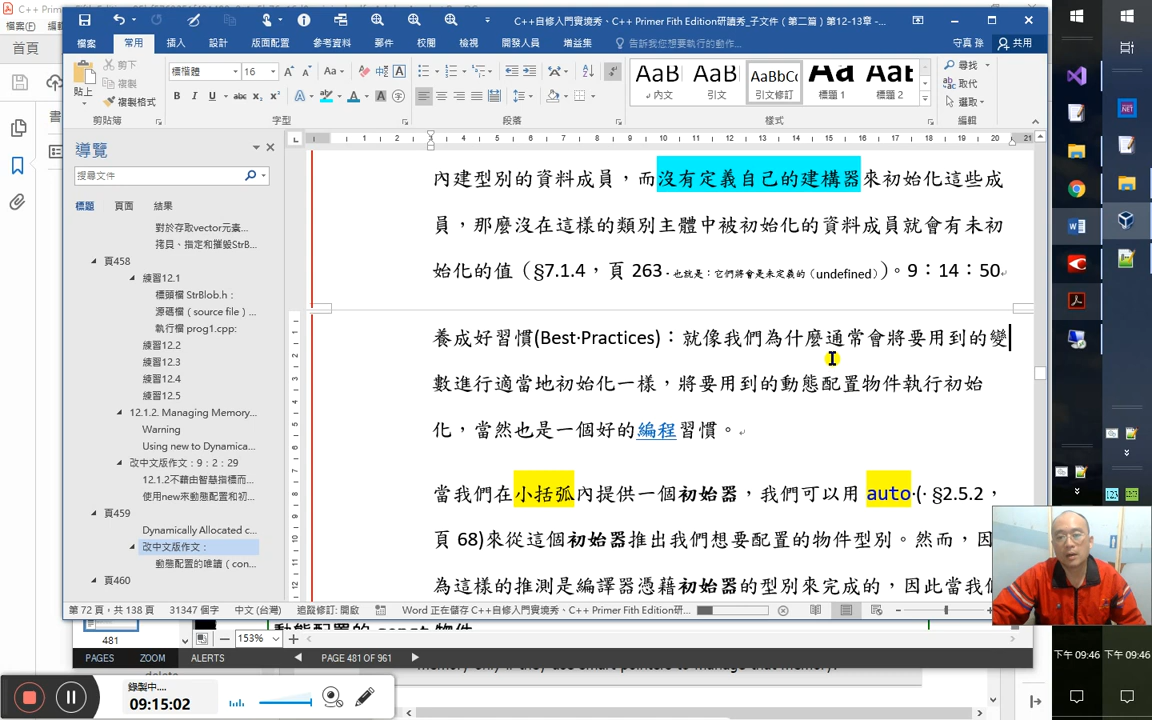 C++自修入門實境秀、C++ Primer Fith Edition研讀秀_子文件（第二篇）第12-13章 -...
檔案 常用 插入 設計 版面配置 參考資料 郵件 校閱 檢視 開發人員 增益集 告訴我您想要執行的動作... 守真 孫 共用
首頁
貼上 剪下 複製 複製格式
標楷體 16
AaBbC AaBbC AaBbCc AaB AaBb
內文 引文 引文修訂 標題 1 標題 2
尋找 取代 選取
剪貼簿 字型 段落 樣式 編輯
導覽
搜尋文件
標題 頁面 結果
對於存取vector元素...
拷貝、指定和摧毀StrB...
頁458
練習12.1
標頭檔 StrBlob.h：
源碼檔（source file）...
執行檔 prog1.cpp:
練習12.2
練習12.3
練習12.4
練習12.5
12.1.2. Managing Memory...
Warning
Using new to Dynamica...
改中文版作文：9：2：29
12.1.2不藉由智慧指標而...
使用new來動態配置和初...
頁459
Dynamically Allocated c...
改中文版作文：
動態配置的唯讀（con...
頁460
內建型別的資料成員，而沒有定義自己的建構器來初始化這些成
員，那麼沒在這樣的類別主體中被初始化的資料成員就會有未初
始化的值（§7.1.4，頁 263 - 也就是：它們將會是未定義的（undefined））。9：14：50
養成好習慣(Best·Practices)：就像我們為什麼通常會將要用到的變
數進行適當地初始化一樣，將要用到的動態配置物件執行初始
化，當然也是一個好的編程習慣。
當我們在小括弧內提供一個初始器，我們可以用 auto·(· §2.5.2，
頁 68)來從這個初始器推出我們想要配置的物件型別。然而，因
為這樣的推測是編譯器憑藉初始器的型別來完成的，因此當我們
第 72 頁，共 138 頁 31347 個字 中文 (台灣) 追蹤修訂: 開啟 Word 正在儲存 C++自修入門實境秀、C++ Primer Fith Edition研...
481
153%
動態配置的 const 物件
PAGES ZOOM ALERTS PAGE 481 OF 961
memory only if they use smart pointers to manage that memory.
delete
錄製中...
09:15:02
下午 09:46 下午 09:46